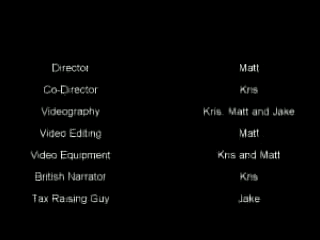 Director Matt
Co-Director Kris
Videography Kris, Matt and Jake
Video Editing Matt
Video Equipment Kris and Matt
British Narrator Kris
Tax Raising Guy Jake